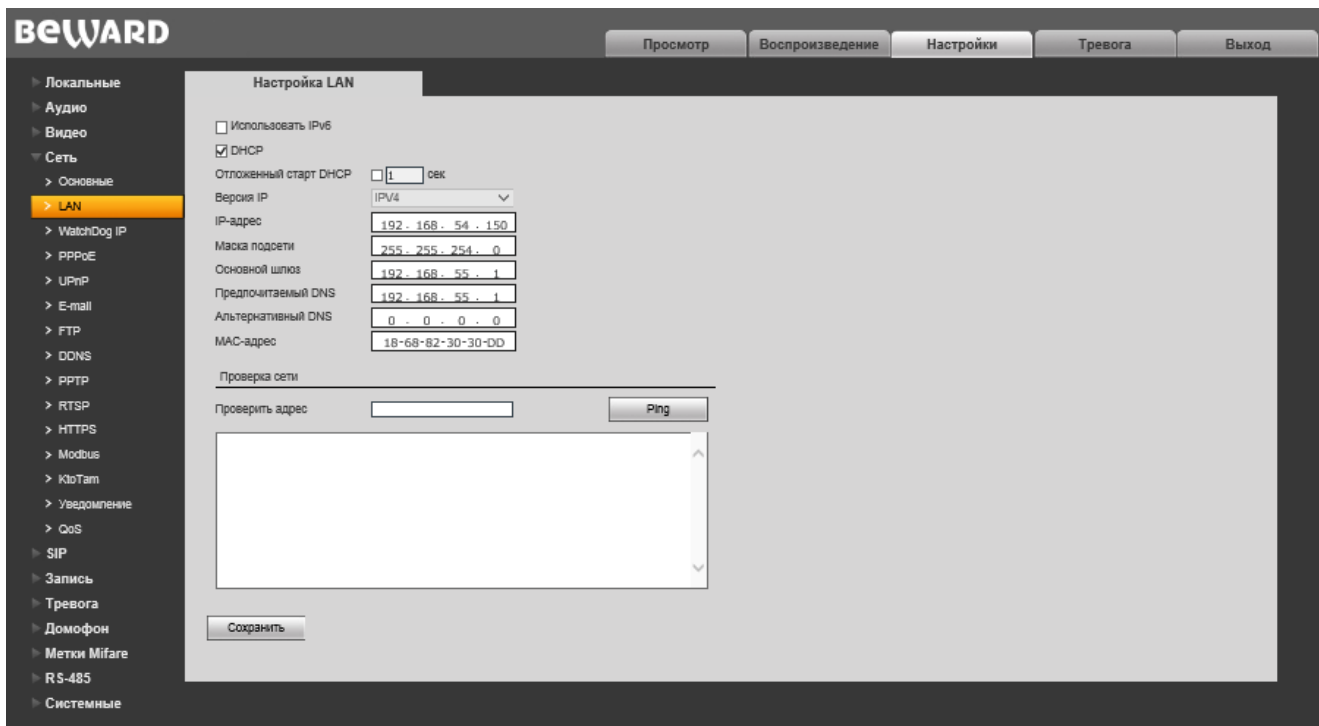 BEWARD
Просмотр Воспроизведение Настройки Тревога Выход
Локальные
Аудио
Видео
Сеть
Основные
LAN
WatchDog IP
PPPoE
UPnP
E-mail
FTP
DDNS
PPTP
RTSP
HTTPS
Modbus
KtoTam
Уведомление
QoS
SIP
Запись
Тревога
Домофон
Метки Mifare
RS-485
Системные
Настройка LAN
Использовать IPv6
DHCP
Отложенный старт DHCP 1 сек
Версия IP IPV4
IP-адрес 192. 168. 54 . 150
Маска подсети 255. 255. 254. 0
Основной шлюз 192. 168. 55 . 1
Предпочитаемый DNS 192. 168. 55 . 1
Альтернативный DNS 0 . 0 . 0 . 0
MAC-адрес 18-68-82-30-30-DD
Проверка сети
Проверить адрес Ping
Сохранить